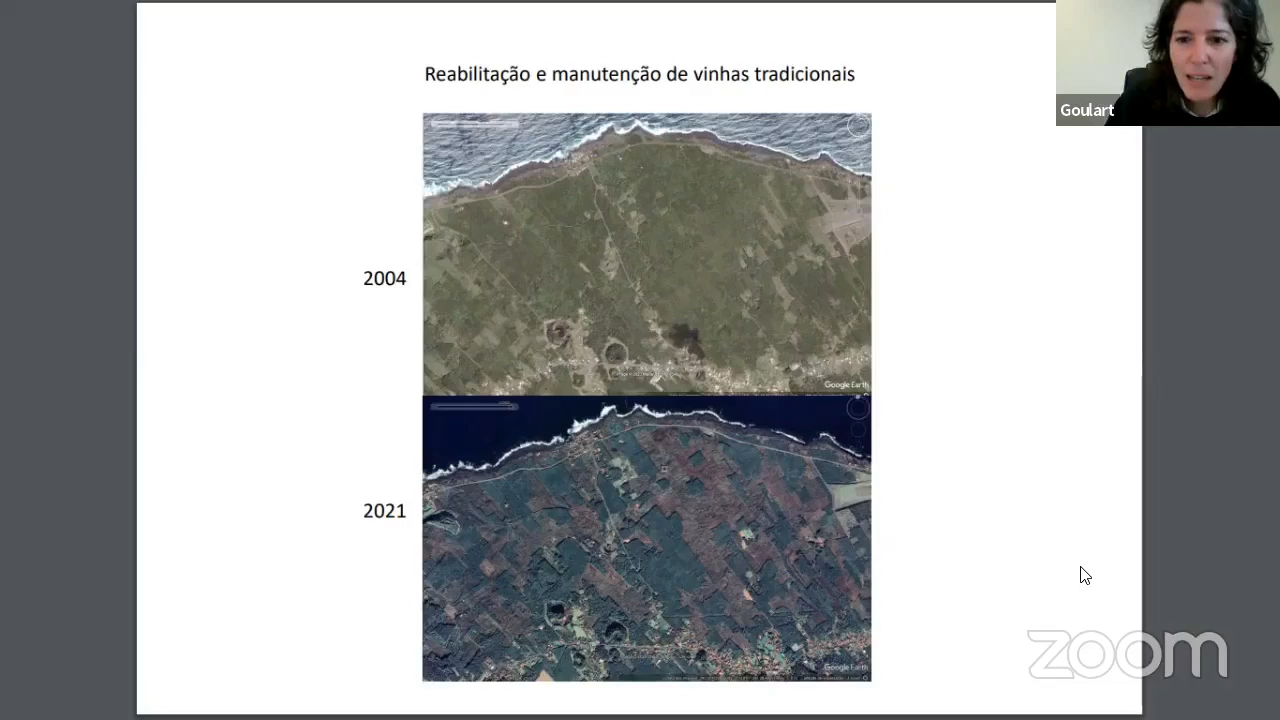 Reabilitação e manutenção de vinhas tradicionais
Goulart
2004
Google Earth
2021
Google Earth
zoom